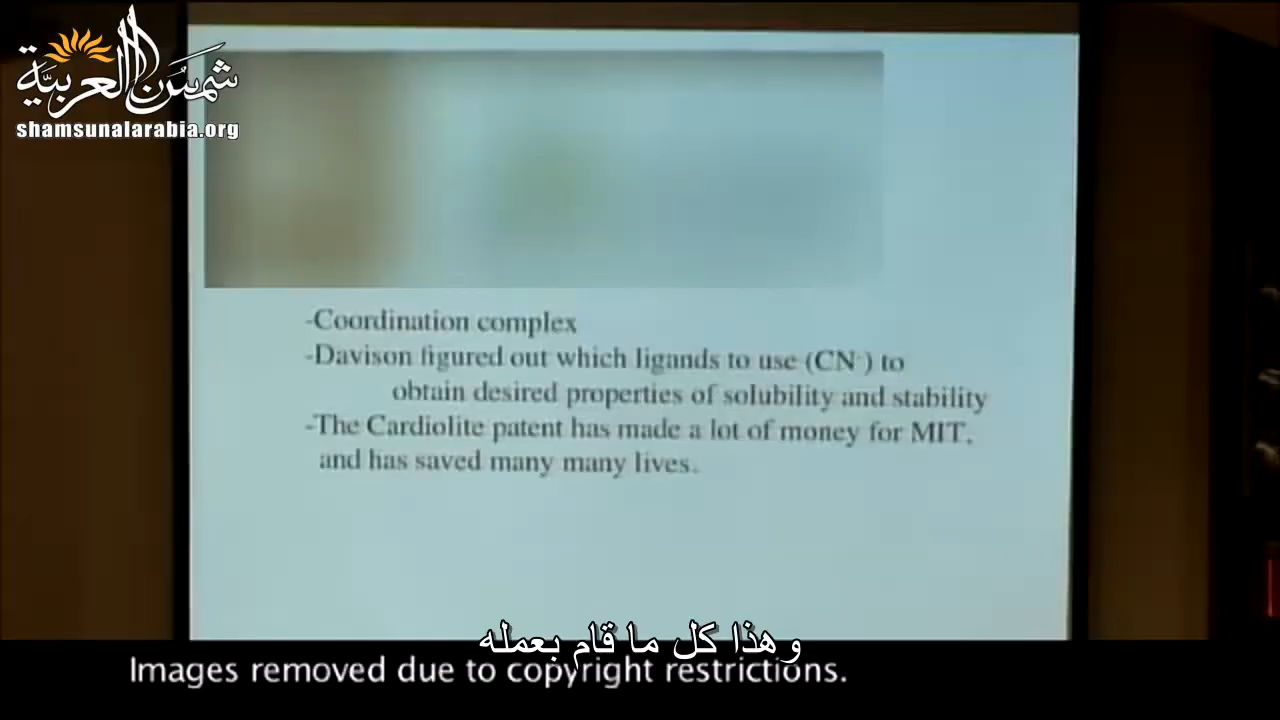 شمس العربية
shamsunalarabia.org
-Coordination complex
-Davison figured out which ligands to use (CN⁻) to
obtain desired properties of solubility and stability
-The Cardiolite patent has made a lot of money for MIT,
and has saved many many lives.
وهذا كل ما قام بعمله
Images removed due to copyright restrictions.